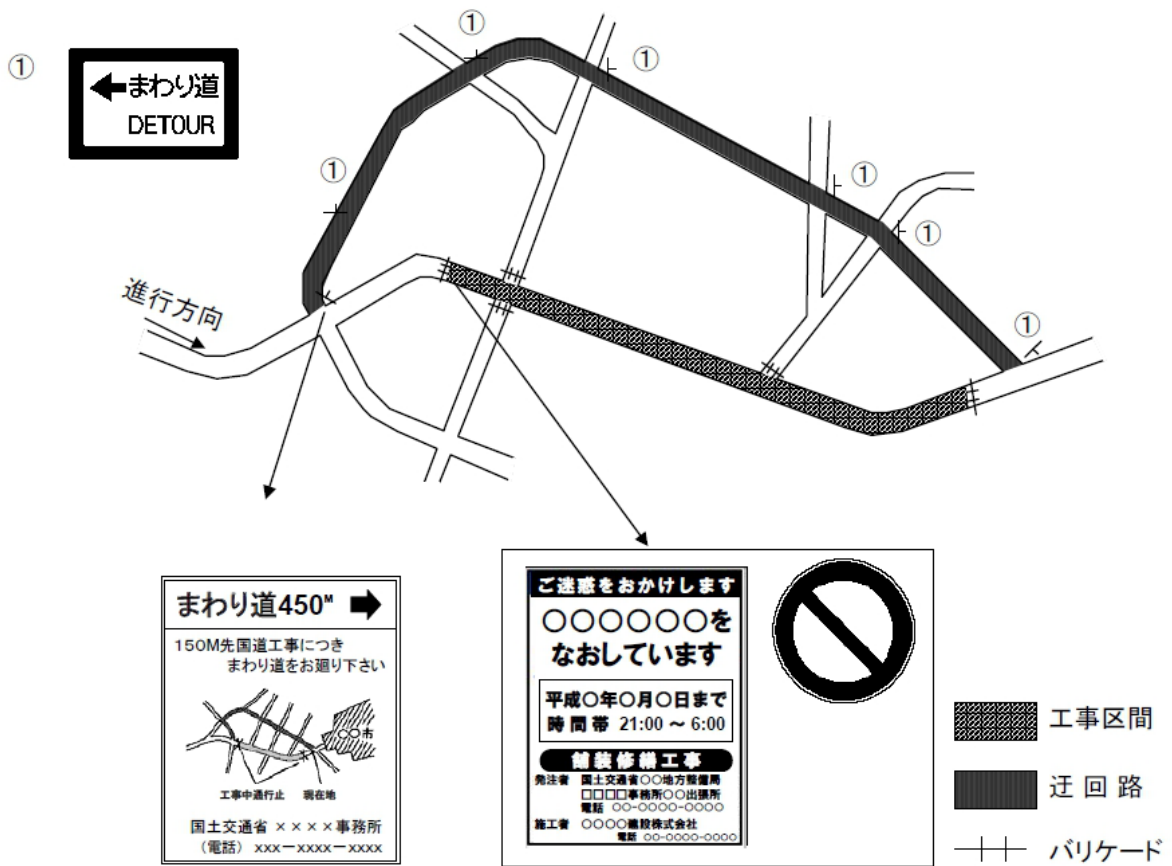 ①
←まわり道
DETOUR
①
①
①
①
①
①
進行方向
まわり道450M ➡
150M先国道工事につき
まわり道をお廻り下さい
○○市
工事中通行止 現在地
国土交通省 ××××事務所
（電話） xxx－xxxx－xxxx
ご迷惑をおかけします
○○○○○○を
なおしています
平成○年○月○日まで
時間帯 21:00 ～ 6:00
舗装修繕工事
発注者 国土交通省○○地方整備局
□□□□事務所○○出張所
電話 ○○-○○○○-○○○○
施工者 ○○○○建設株式会社
電話 ○○-○○○○-○○○○
工事区間
迂回路
バリケード